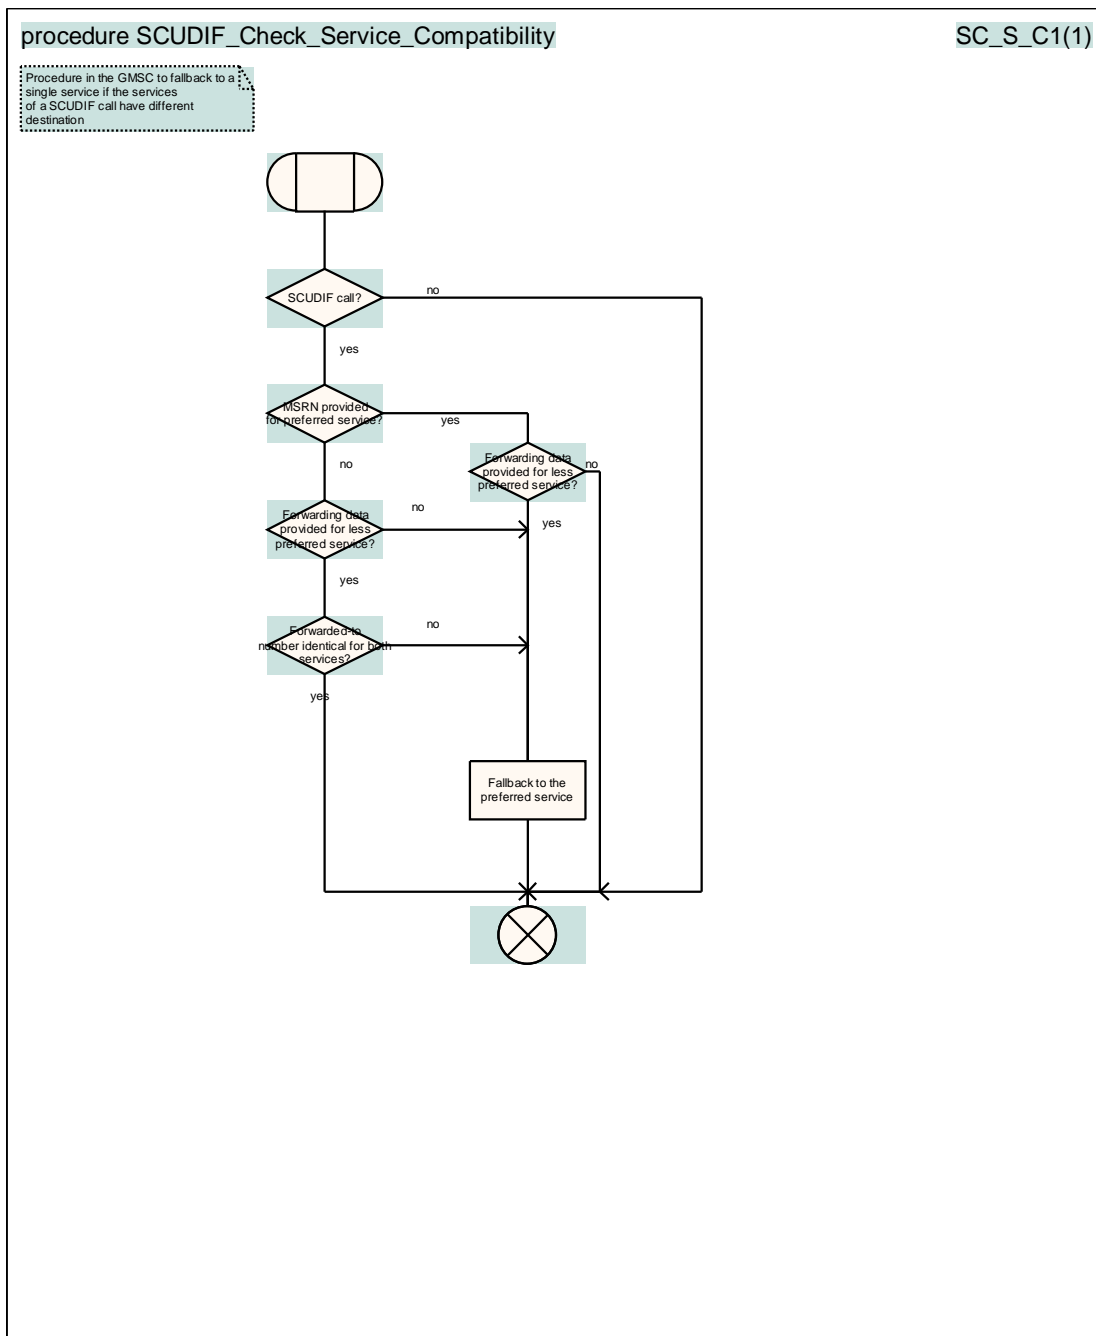 procedure SCUDIF_Check_Service_Compatibility
SC_S_C1(1)
Procedure in the GMSC to fallback to a
single service if the services
of a SCUDIF call have different
destination
SCUDIF call?
no
yes
MSRN provided
for preferred service?
yes
no
Forwarding data
provided for less
preferred service?
no
yes
Forwarding data
provided for less
preferred service?
no
yes
Forwarded-to
number identical for both
services?
no
yes
Fallback to the
preferred service